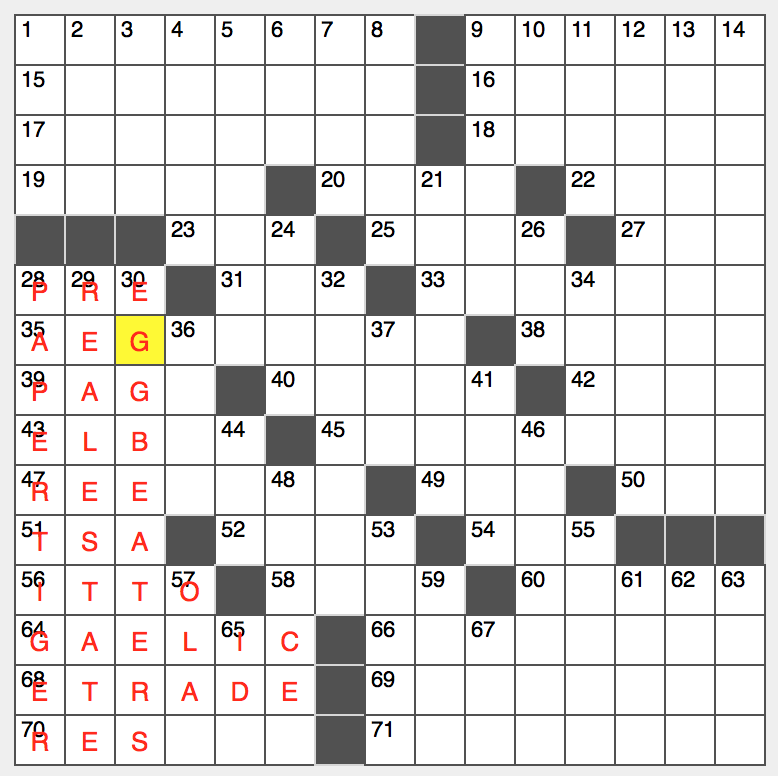 1 2 3 4 5 6 7 8 9 10 11 12 13 14
15 16
17 18
19 20 21 22
23 24 25 26 27
28 P 29 R 30 E 31 32 33 34
35 A E G 36 37 38
39 P A G 40 41 42
43 E L B 44 45 46
47 R E E 48 49 50
51 T S A 52 53 54 55
56 I T T 57 O 58 59 60 61 62 63
64 G A E L 65 I C 66 67
68 E T R A D E 69
70 R E S 71